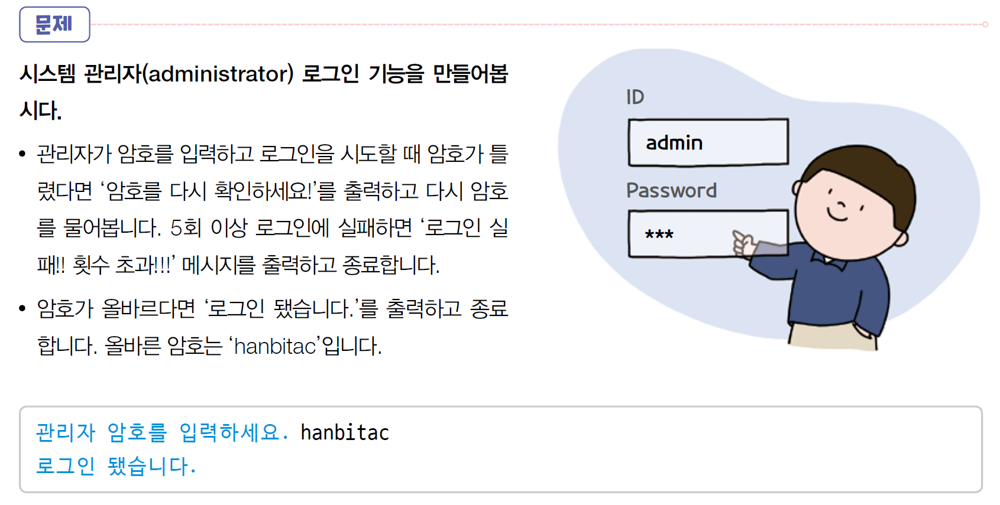 문제
시스템 관리자(administrator) 로그인 기능을 만들어봅
시다.
• 관리자가 암호를 입력하고 로그인을 시도할 때 암호가 틀
렸다면 ‘암호를 다시 확인하세요!’를 출력하고 다시 암호
를 물어봅니다. 5회 이상 로그인에 실패하면 ‘로그인 실
패!! 횟수 초과!!!’ 메시지를 출력하고 종료합니다.
• 암호가 올바르다면 ‘로그인 됐습니다.’를 출력하고 종료
합니다. 올바른 암호는 ‘hanbitac’입니다.
ID
admin
Password
***
관리자 암호를 입력하세요. hanbitac
로그인 됐습니다.